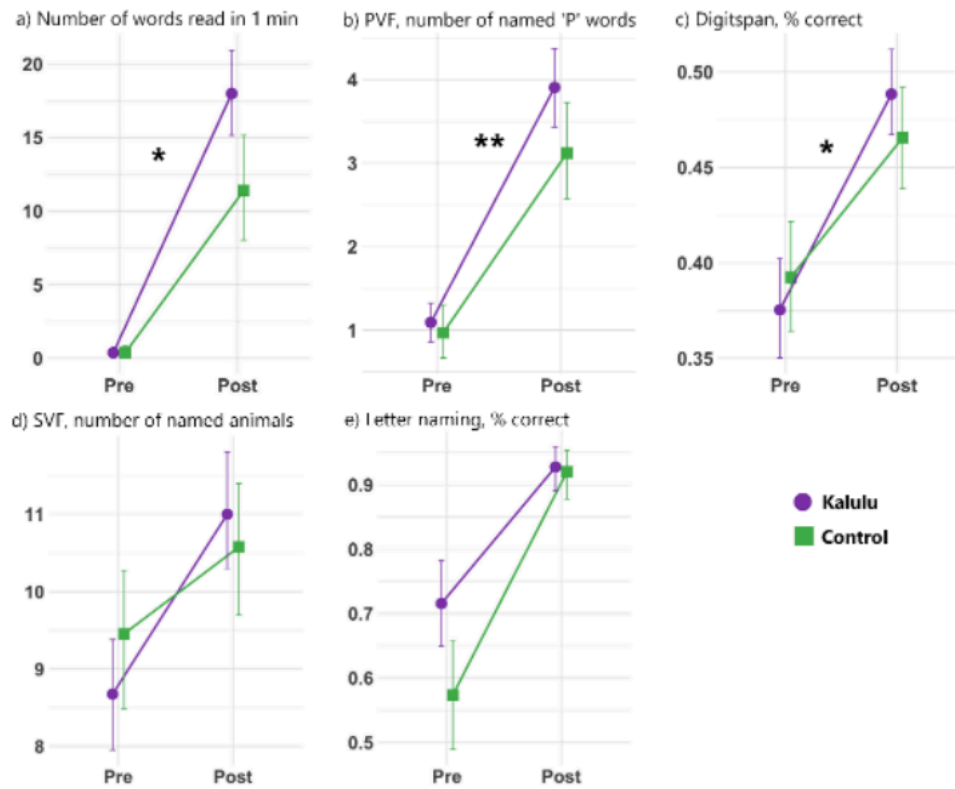 a) Number of words read in 1 min
20
15
10
5
0
*
Pre Post
b) PVF, number of named 'P' words
4
3
2
1
**
Pre Post
c) Digitspan, % correct
0.50
0.45
0.40
0.35
*
Pre Post
d) SVF, number of named animals
11
10
9
8
Pre Post
e) Letter naming, % correct
0.9
0.8
0.7
0.6
0.5
Pre Post
Kalulu
Control